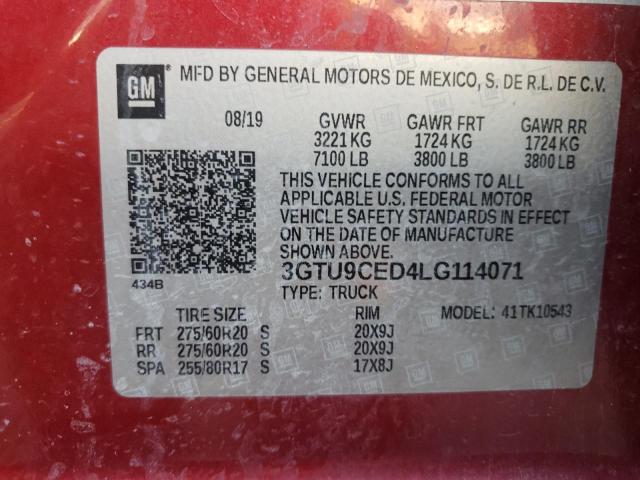 GM MFD BY GENERAL MOTORS DE MEXICO, S. DE R.L. DE C.V.
08/19 GVWR GAWR FRT GAWR RR
3221 KG 1724 KG 1724 KG
7100 LB 3800 LB 3800 LB
THIS VEHICLE CONFORMS TO ALL
APPLICABLE U.S. FEDERAL MOTOR
VEHICLE SAFETY STANDARDS IN EFFECT
ON THE DATE OF MANUFACTURE
SHOWN ABOVE.
3GTU9CED4LG114071
434B TYPE: TRUCK
TIRE SIZE RIM MODEL: 41TK10543
FRT 275/60R20 S 20X9J
RR 275/60R20 S 20X9J
SPA 255/80R17 S 17X8J